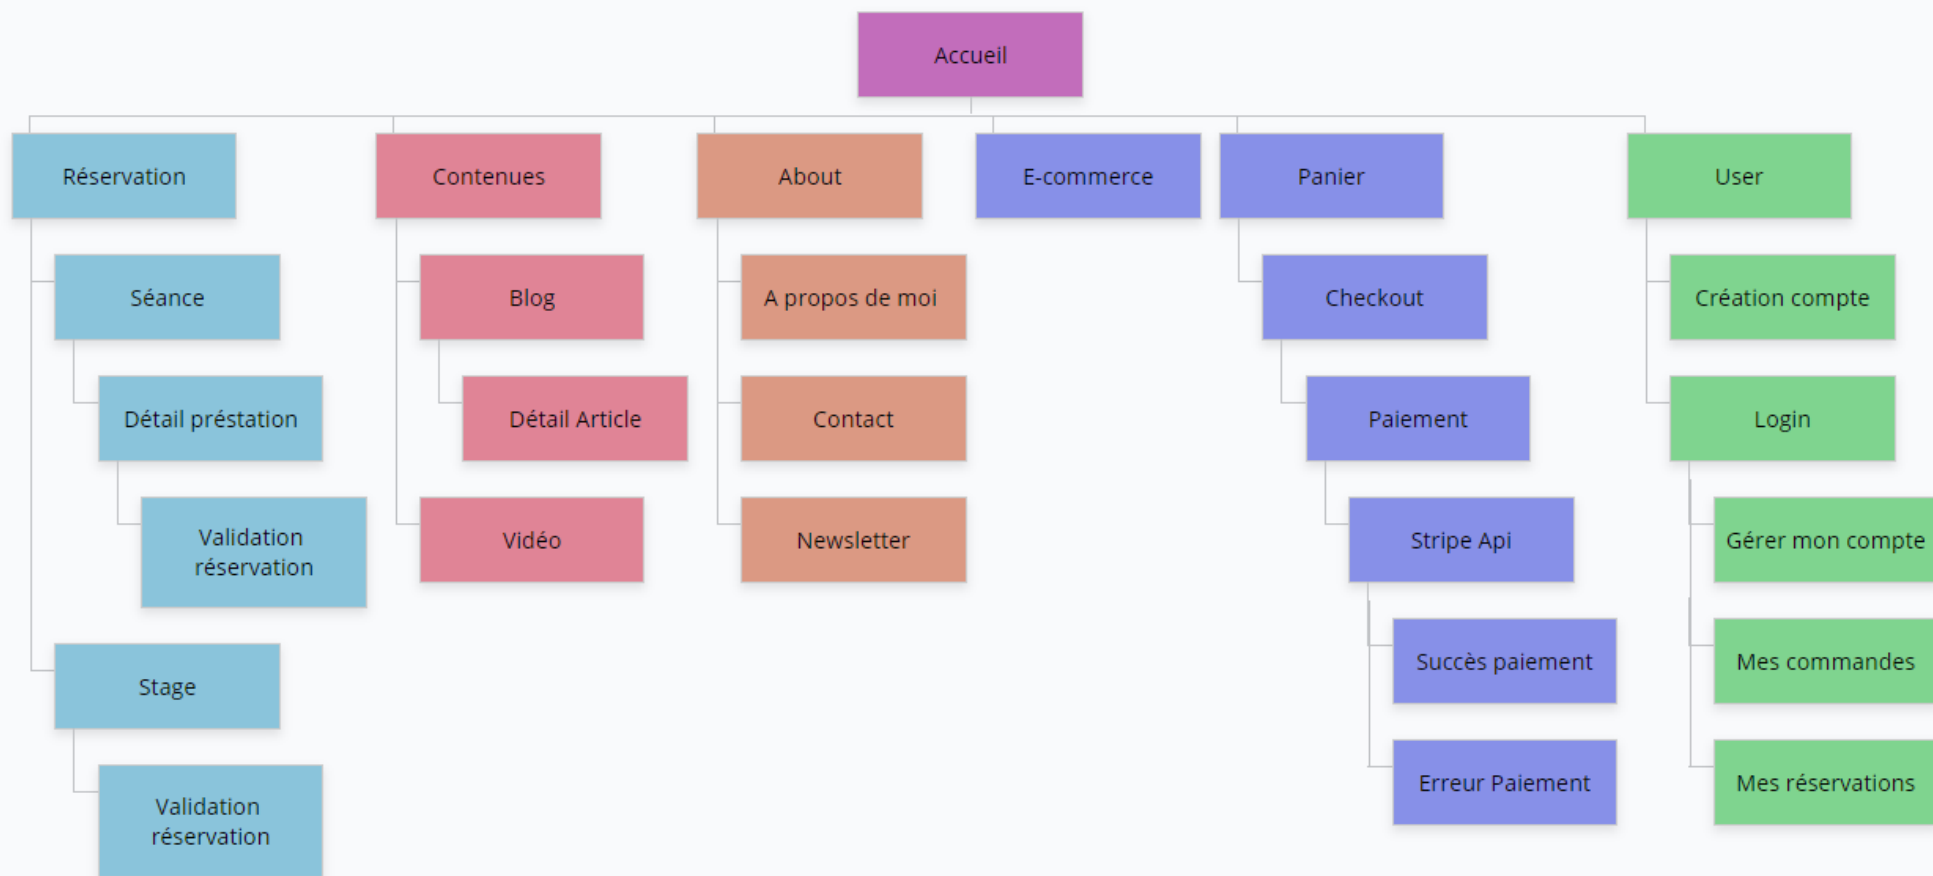 Accueil
Réservation
Contenues
About
E-commerce
Panier
User
Séance
Blog
A propos de moi
Checkout
Création compte
Détail préstation
Détail Article
Contact
Paiement
Login
Validation
réservation
Vidéo
Newsletter
Stripe Api
Gérer mon compte
Stage
Succès paiement
Mes commandes
Validation
réservation
Erreur Paiement
Mes réservations